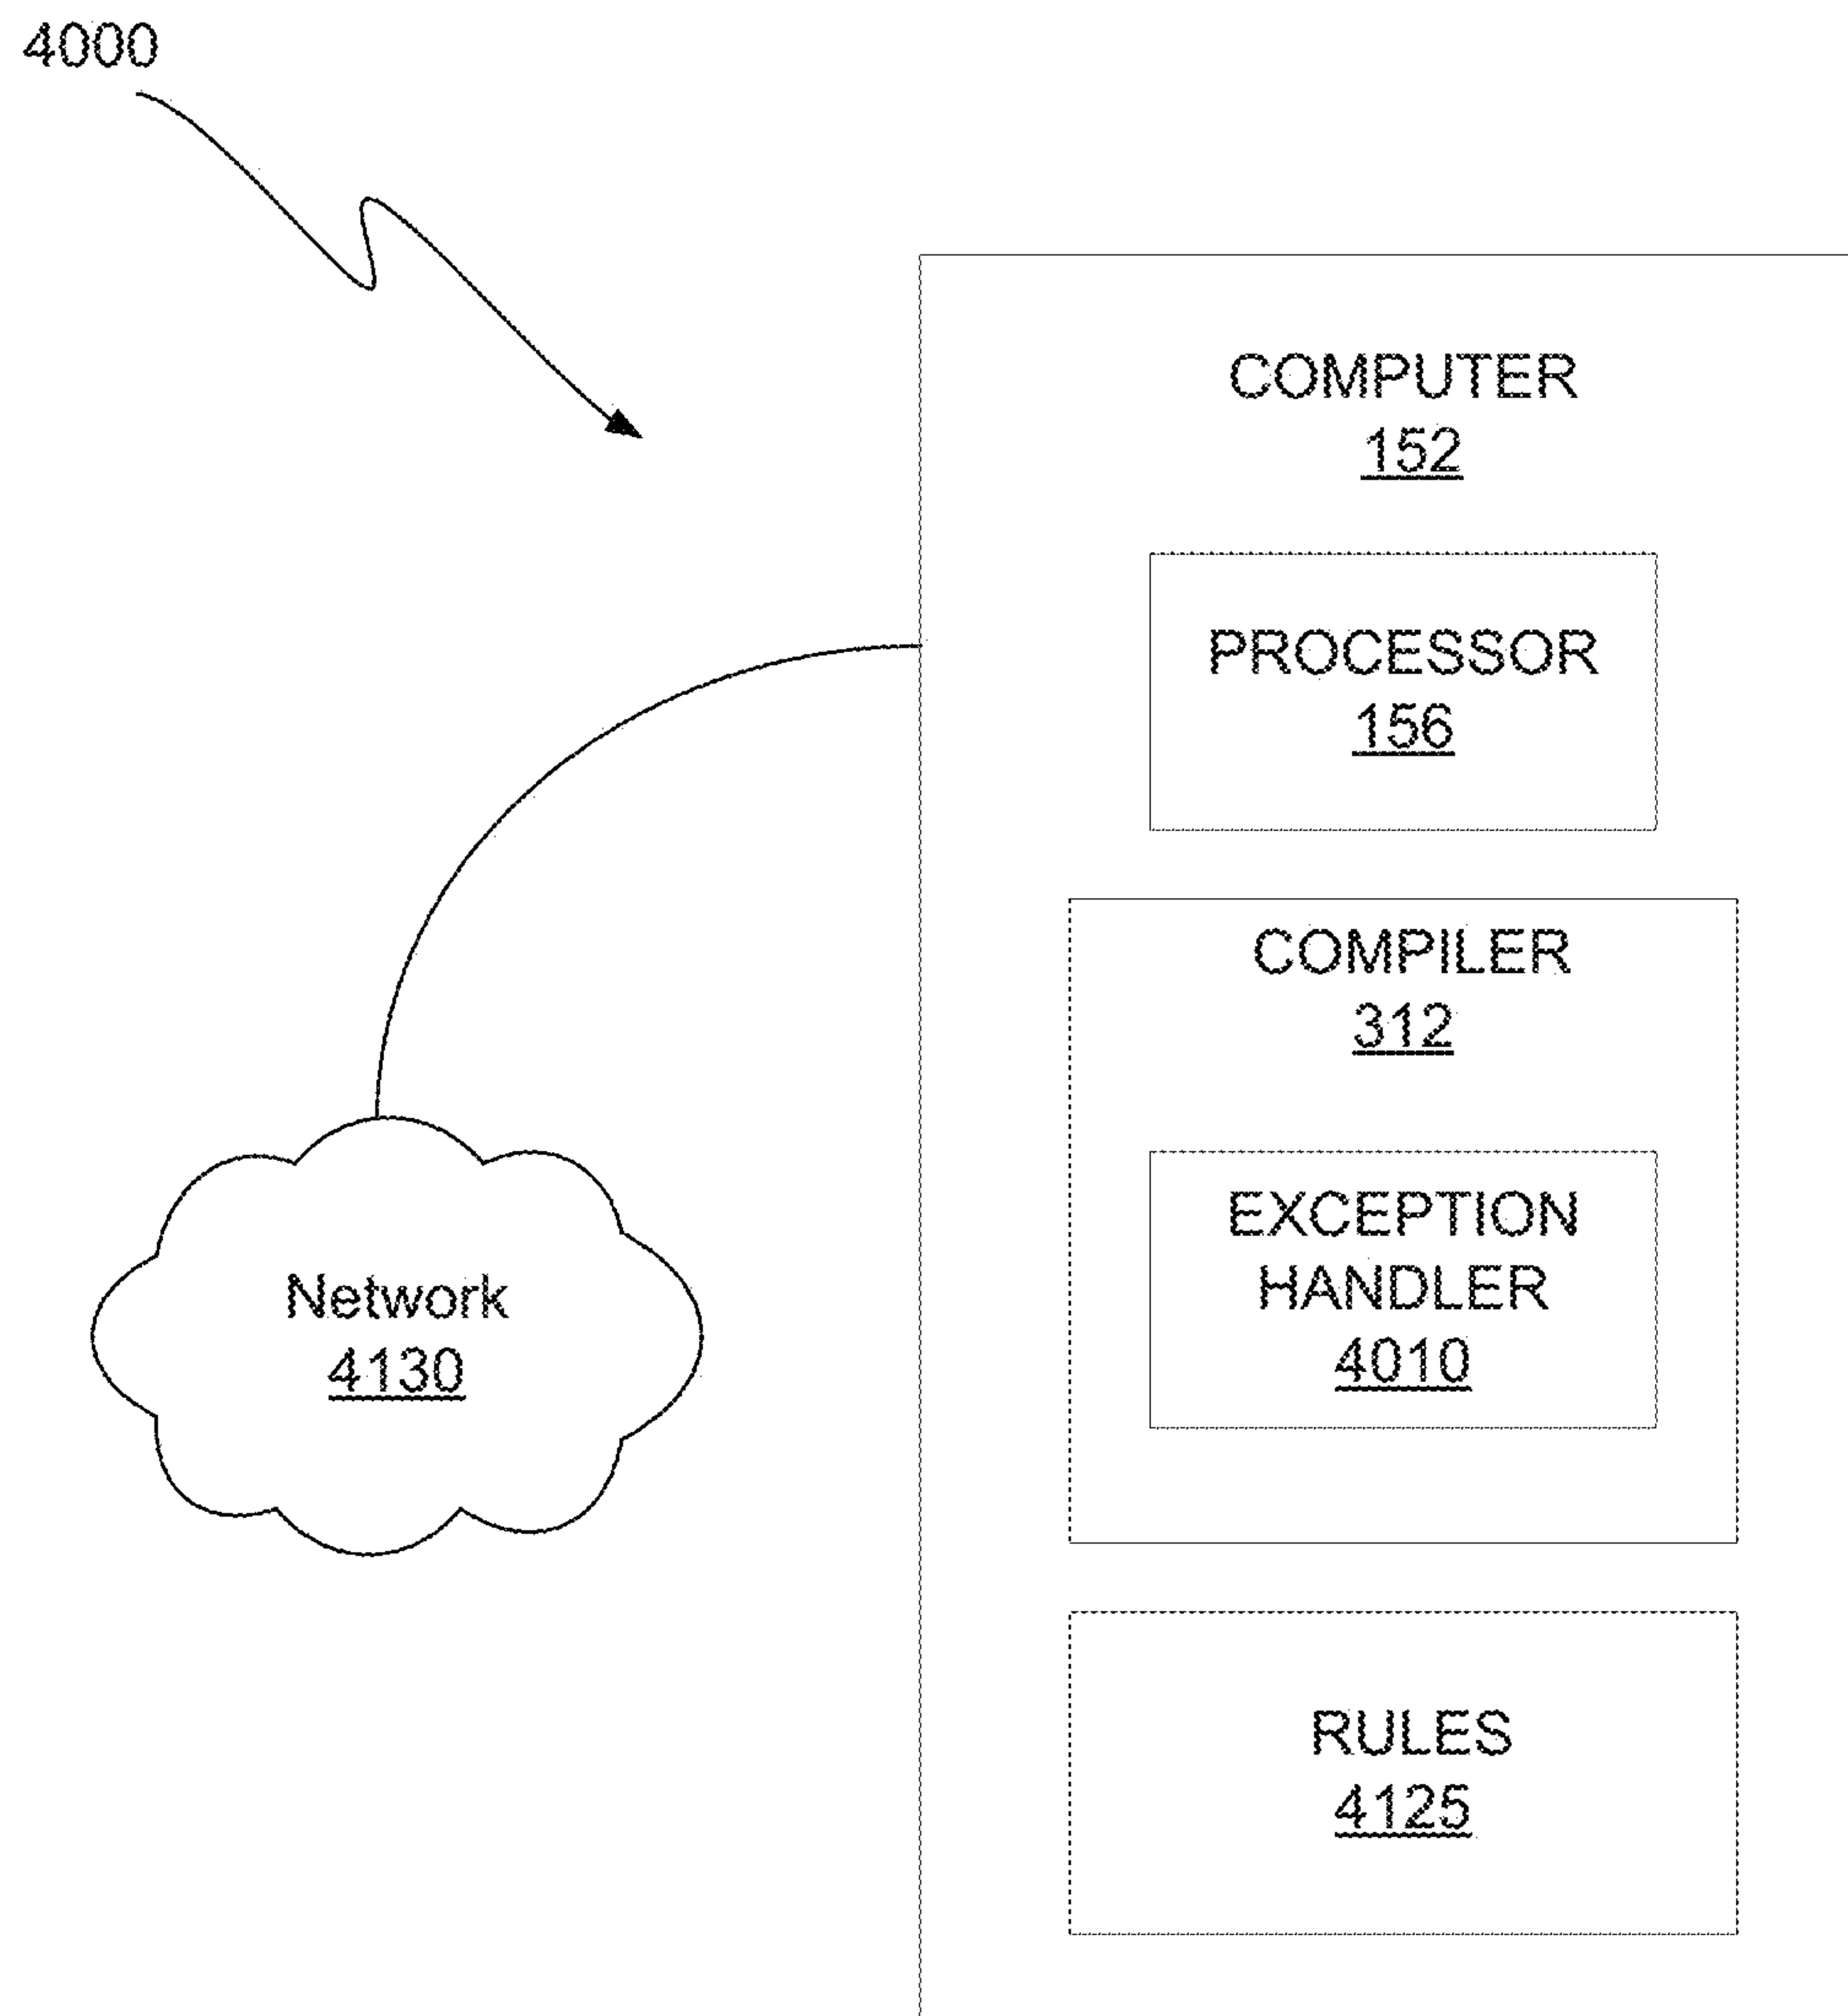 4000
COMPUTER
152
PROCESSOR
156
COMPILER
312
EXCEPTION
HANDLER
4010
Network
4130
RULES
4125